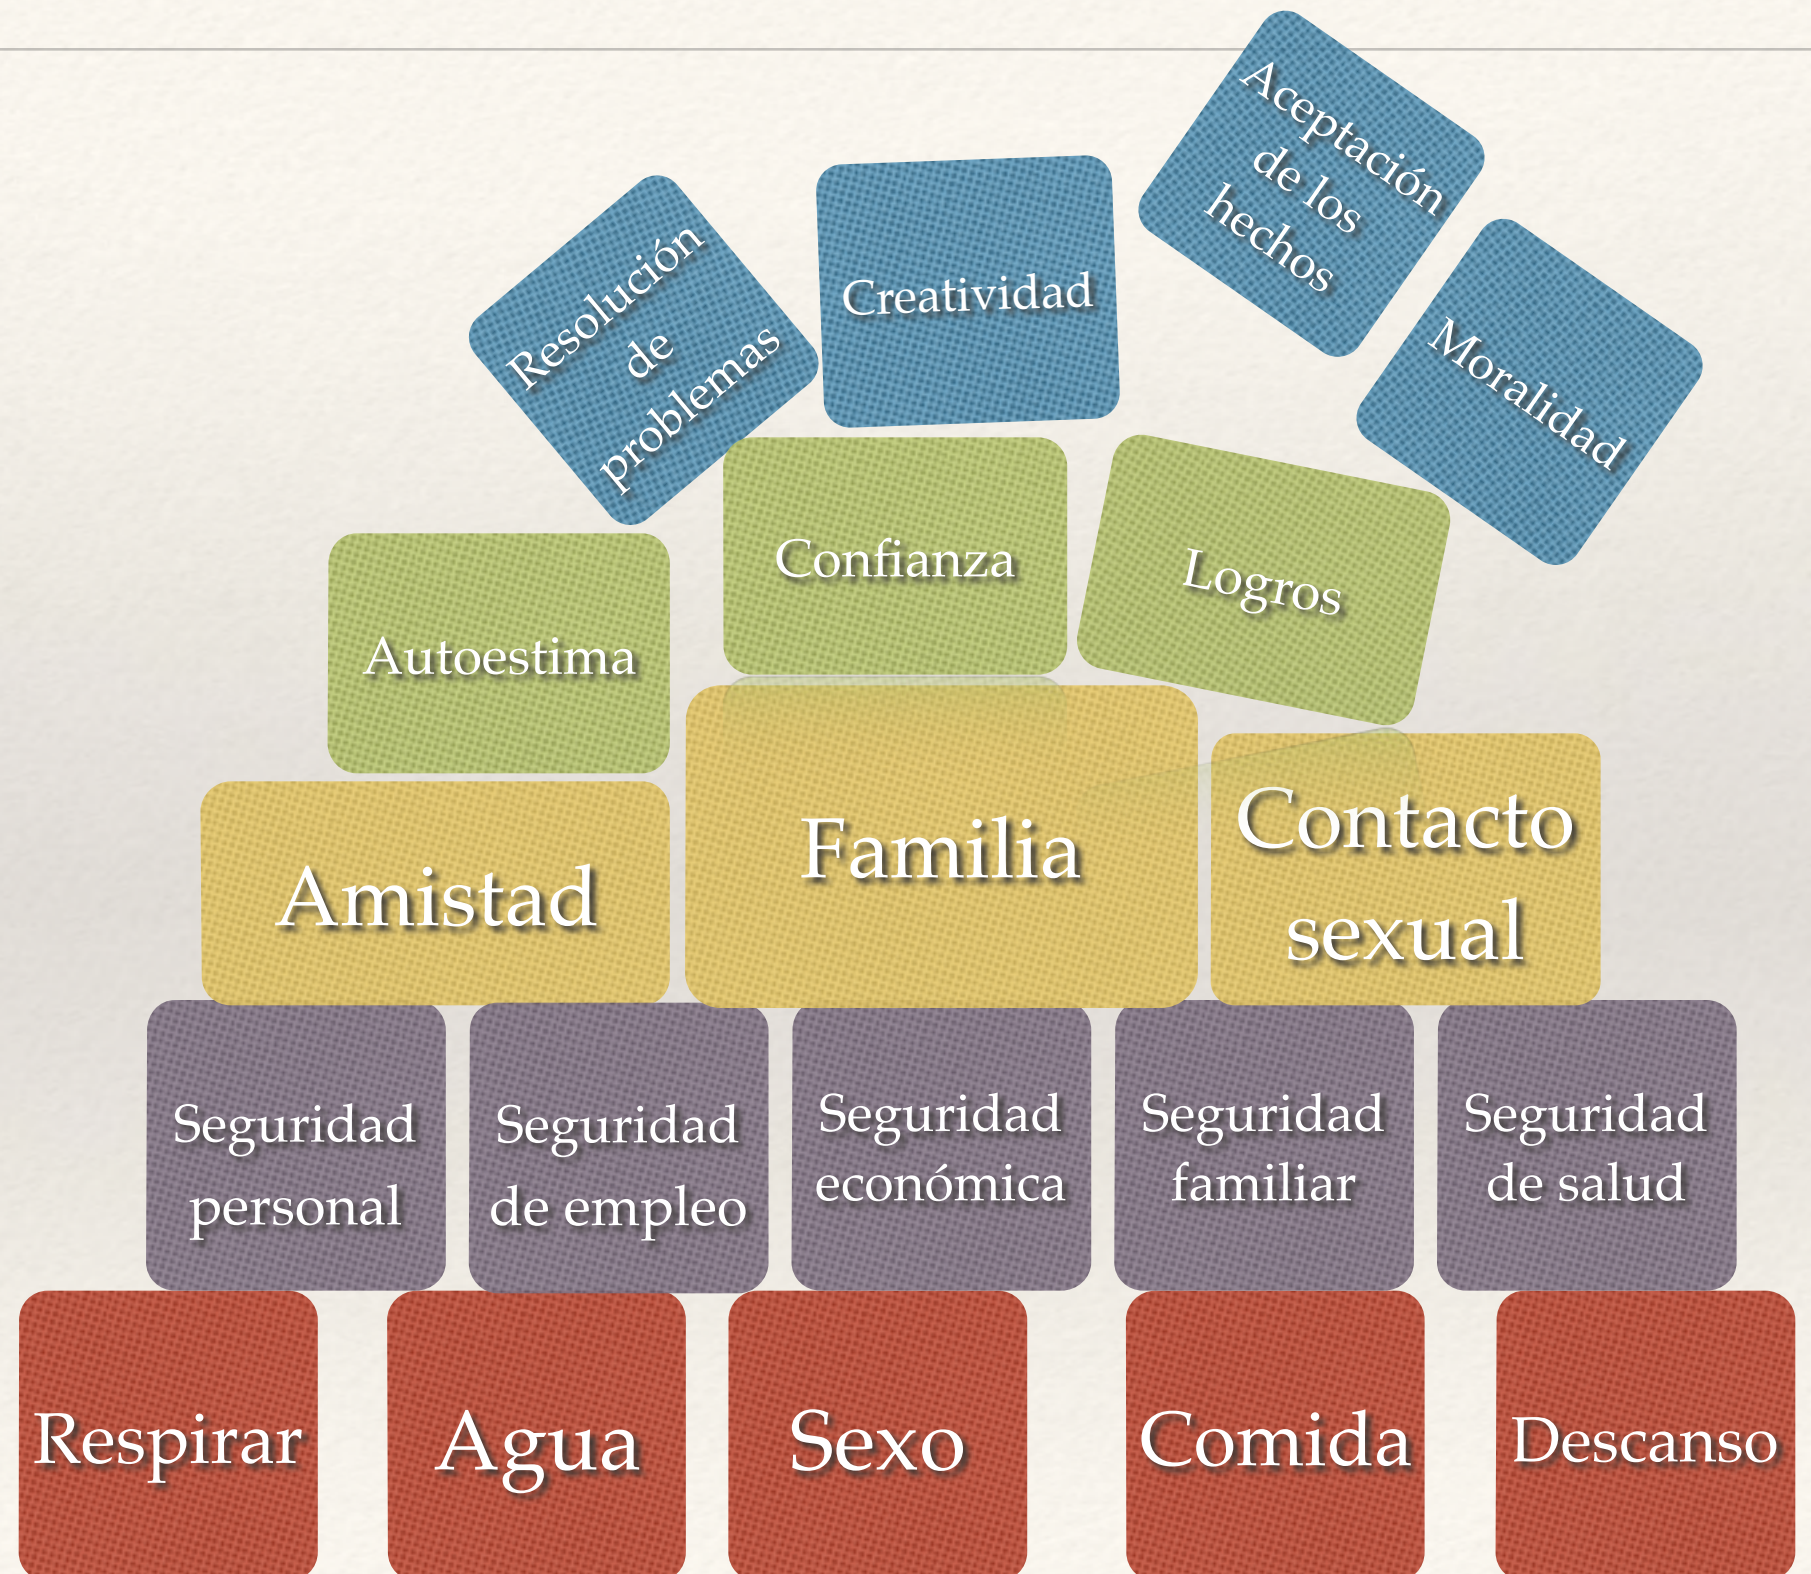 Aceptación
de los
hechos
Resolución
de
problemas
Creatividad
Moralidad
Autoestima
Confianza
Logros
Amistad
Familia
Contacto
sexual
Seguridad
personal
Seguridad
de empleo
Seguridad
económica
Seguridad
familiar
Seguridad
de salud
Respirar
Agua
Sexo
Comida
Descanso